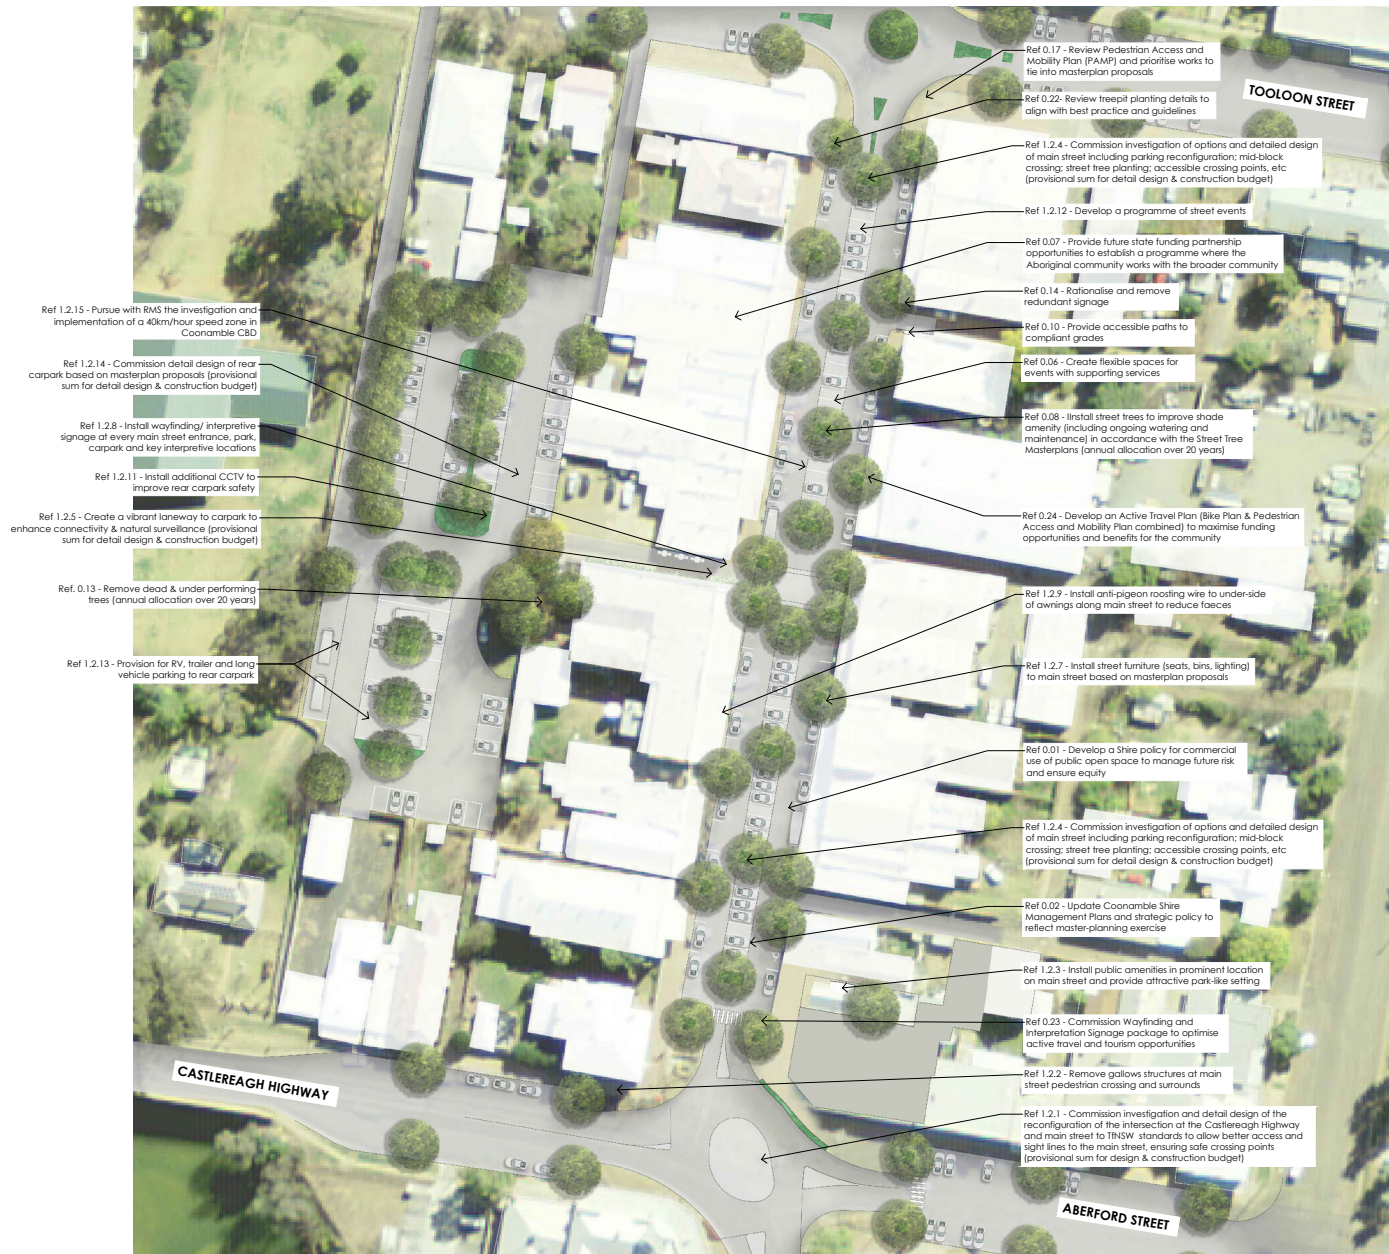 Ref 0.17 - Review Pedestrian Access and
Mobility Plan (PAMP) and prioritise works to
tie into masterplan proposals
TOOLOON STREET
Ref 0.22- Review treepit planting details to
align with best practice and guidelines
Ref 1.2.4 - Commission investigation of options and detailed design
of main street including parking reconfiguration; mid-block
crossing; street tree planting; accessible crossing points, etc
(provisional sum for detail design & construction budget)
Ref 1.2.12 - Develop a programme of street events
Ref 0.07 - Provide future state funding partnership
opportunities to establish a programme where the
Aboriginal community works with the broader community
Ref 0.14 - Rationalise and remove
redundant signage
Ref 0.10 - Provide accessible paths to
compliant grades
Ref 0.06 - Create flexible spaces for
events with supporting services
Ref 0.08 - IInstall street trees to improve shade
amenity (including ongoing watering and
maintenance) in accordance with the Street Tree
Masterplans (annual allocation over 20 years)
Ref 0.24 - Develop an Active Travel Plan (Bike Plan & Pedestrian
Access and Mobility Plan combined) to maximise funding
opportunities and benefits for the community
Ref 1.2.9 - Install anti-pigeon roosting wire to under-side
of awnings along main street to reduce faeces
Ref 1.2.7 - Install street furniture (seats, bins, lighting)
to main street based on masterplan proposals
Ref 0.01 - Develop a Shire policy for commercial
use of public open space to manage future risk
and ensure equity
Ref 1.2.4 - Commission investigation of options and detailed design
of main street including parking reconfiguration; mid-block
crossing; street tree planting; accessible crossing points, etc
(provisional sum for detail design & construction budget)
Ref 0.02 - Update Coonamble Shire
Management Plans and strategic policy to
reflect master-planning exercise
Ref 1.2.3 - Install public amenities in prominent location
on main street and provide attractive park-like setting
Ref 0.23 - Commission Wayfinding and
Interpretation Signage package to optimise
active travel and tourism opportunities
Ref 1.2.2 - Remove gallows structures at main
street pedestrian crossing and surrounds
Ref 1.2.1 - Commission investigation and detail design of the
reconfiguration of the intersection at the Castlereagh Highway
and main street to TfNSW standards to allow better access and
sight lines to the main street, ensuring safe crossing points
(provisional sum for design & construction budget)
Ref 1.2.15 - Pursue with RMS the investigation and
implementation of a 40km/hour speed zone in
Coonamble CBD
Ref 1.2.14 - Commission detail design of rear
carpark based on masterplan proposals (provisional
sum for detail design & construction budget)
Ref 1.2.8 - Install wayfinding/ interpretive
signage at every main street entrance, park,
carpark and key interpretive locations
Ref 1.2.11 - Install additional CCTV to
improve rear carpark safety
Ref 1.2.5 - Create a vibrant laneway to carpark to
enhance connectivity & natural surveillance (provisional
sum for detail design & construction budget)
Ref. 0.13 - Remove dead & under performing
trees (annual allocation over 20 years)
Ref 1.2.13 - Provision for RV, trailer and long
vehicle parking to rear carpark
CASTLEREAGH HIGHWAY
ABERFORD STREET